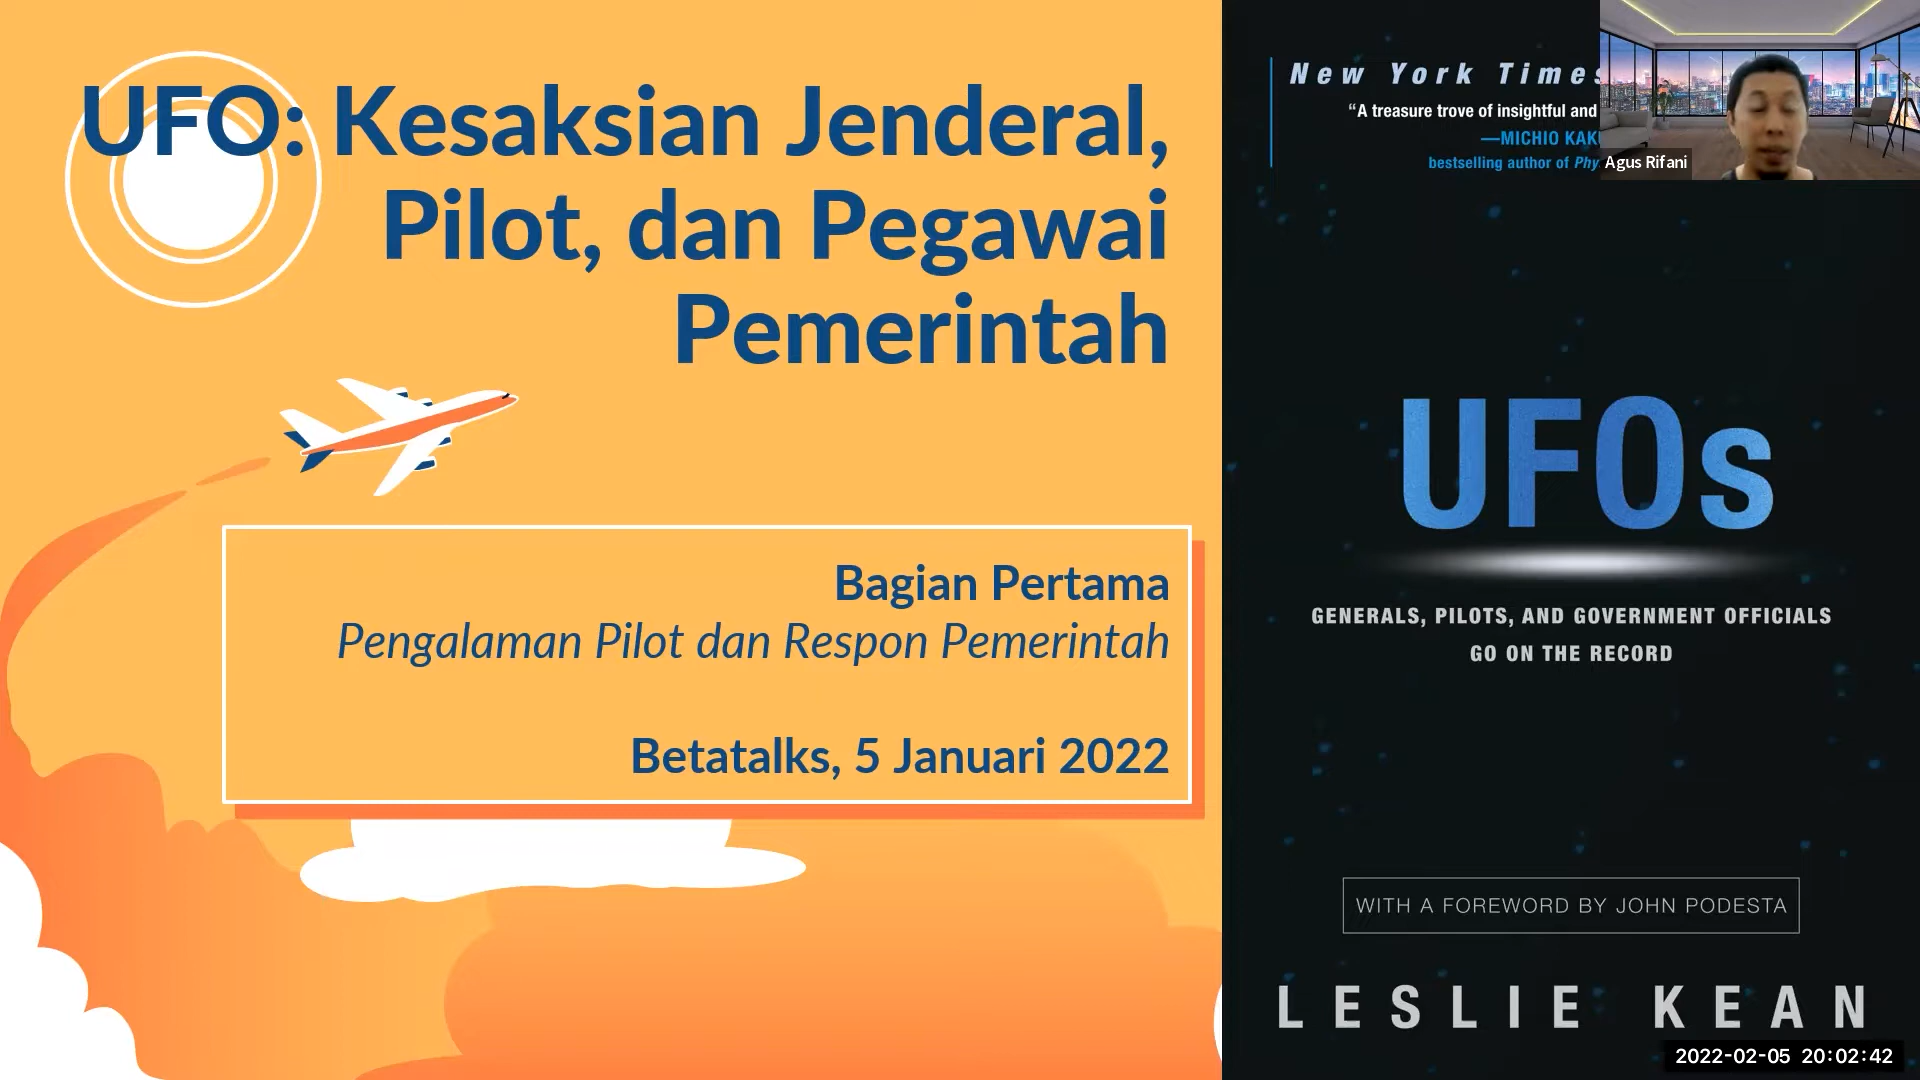 UFO: Kesaksian Jenderal,
Pilot, dan Pegawai
Pemerintah
Bagian Pertama
Pengalaman Pilot dan Respon Pemerintah
Betatalks, 5 Januari 2022
New York Times
“A treasure trove of insightful and
—MICHIO
bestselling author of
Agus Rifani
UFOs
GENERALS, PILOTS, AND GOVERNMENT OFFICIALS
GO ON THE RECORD
WITH A FOREWORD BY JOHN PODESTA
LESLIE KEAN
2022-02-05 20:02:42